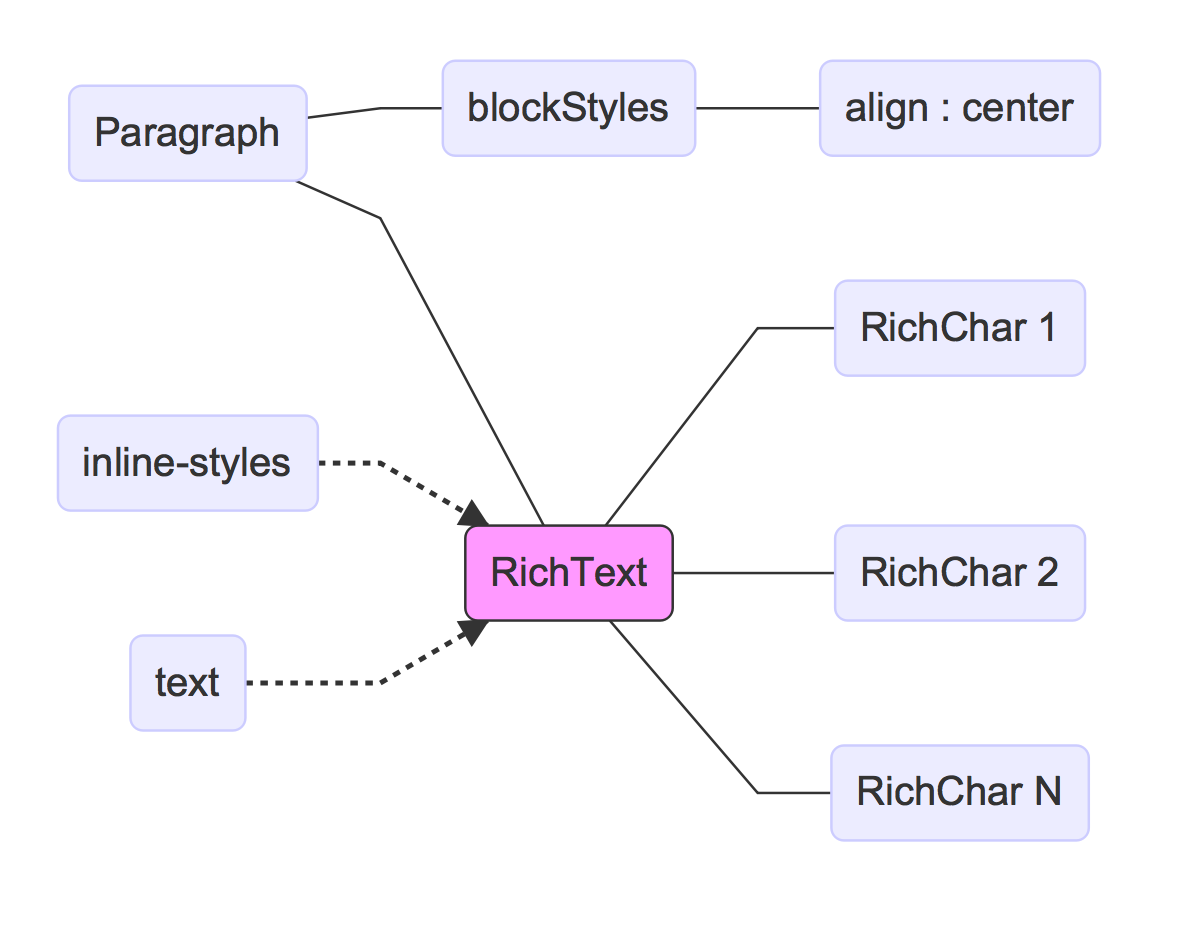 Paragraph
blockStyles
align : center
RichChar 1
inline-styles
RichText
RichChar 2
text
RichChar N